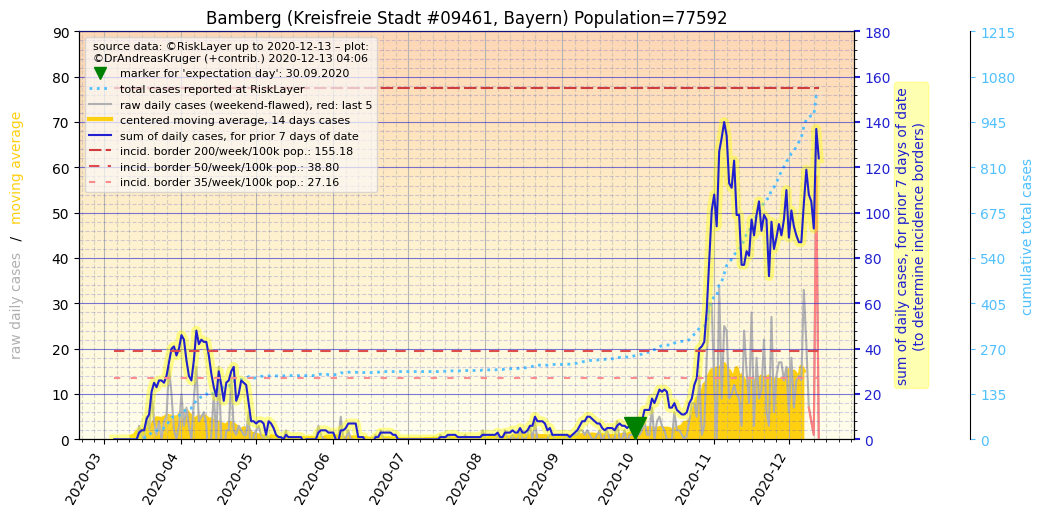 Bamberg (Kreisfreie Stadt #09461, Bayern) Population=77592
source data: ©RiskLayer up to 2020-12-13 – plot:
©DrAndreasKruger (+contrib.) 2020-12-13 04:06
marker for 'expectation day': 30.09.2020
total cases reported at RiskLayer
raw daily cases (weekend-flawed), red: last 5
centered moving average, 14 days cases
sum of daily cases, for prior 7 days of date
incid. border 200/week/100k pop.: 155.18
incid. border 50/week/100k pop.: 38.80
incid. border 35/week/100k pop.: 27.16
raw daily cases / moving average
90
80
70
60
50
40
30
20
10
0
2020-03
2020-04
2020-05
2020-06
2020-07
2020-08
2020-09
2020-10
2020-11
2020-12
180
160
140
120
100
80
60
40
20
0
sum of daily cases, for prior 7 days of date
(to determine incidence borders)
1215
1080
945
810
675
540
405
270
135
0
cumulative total cases